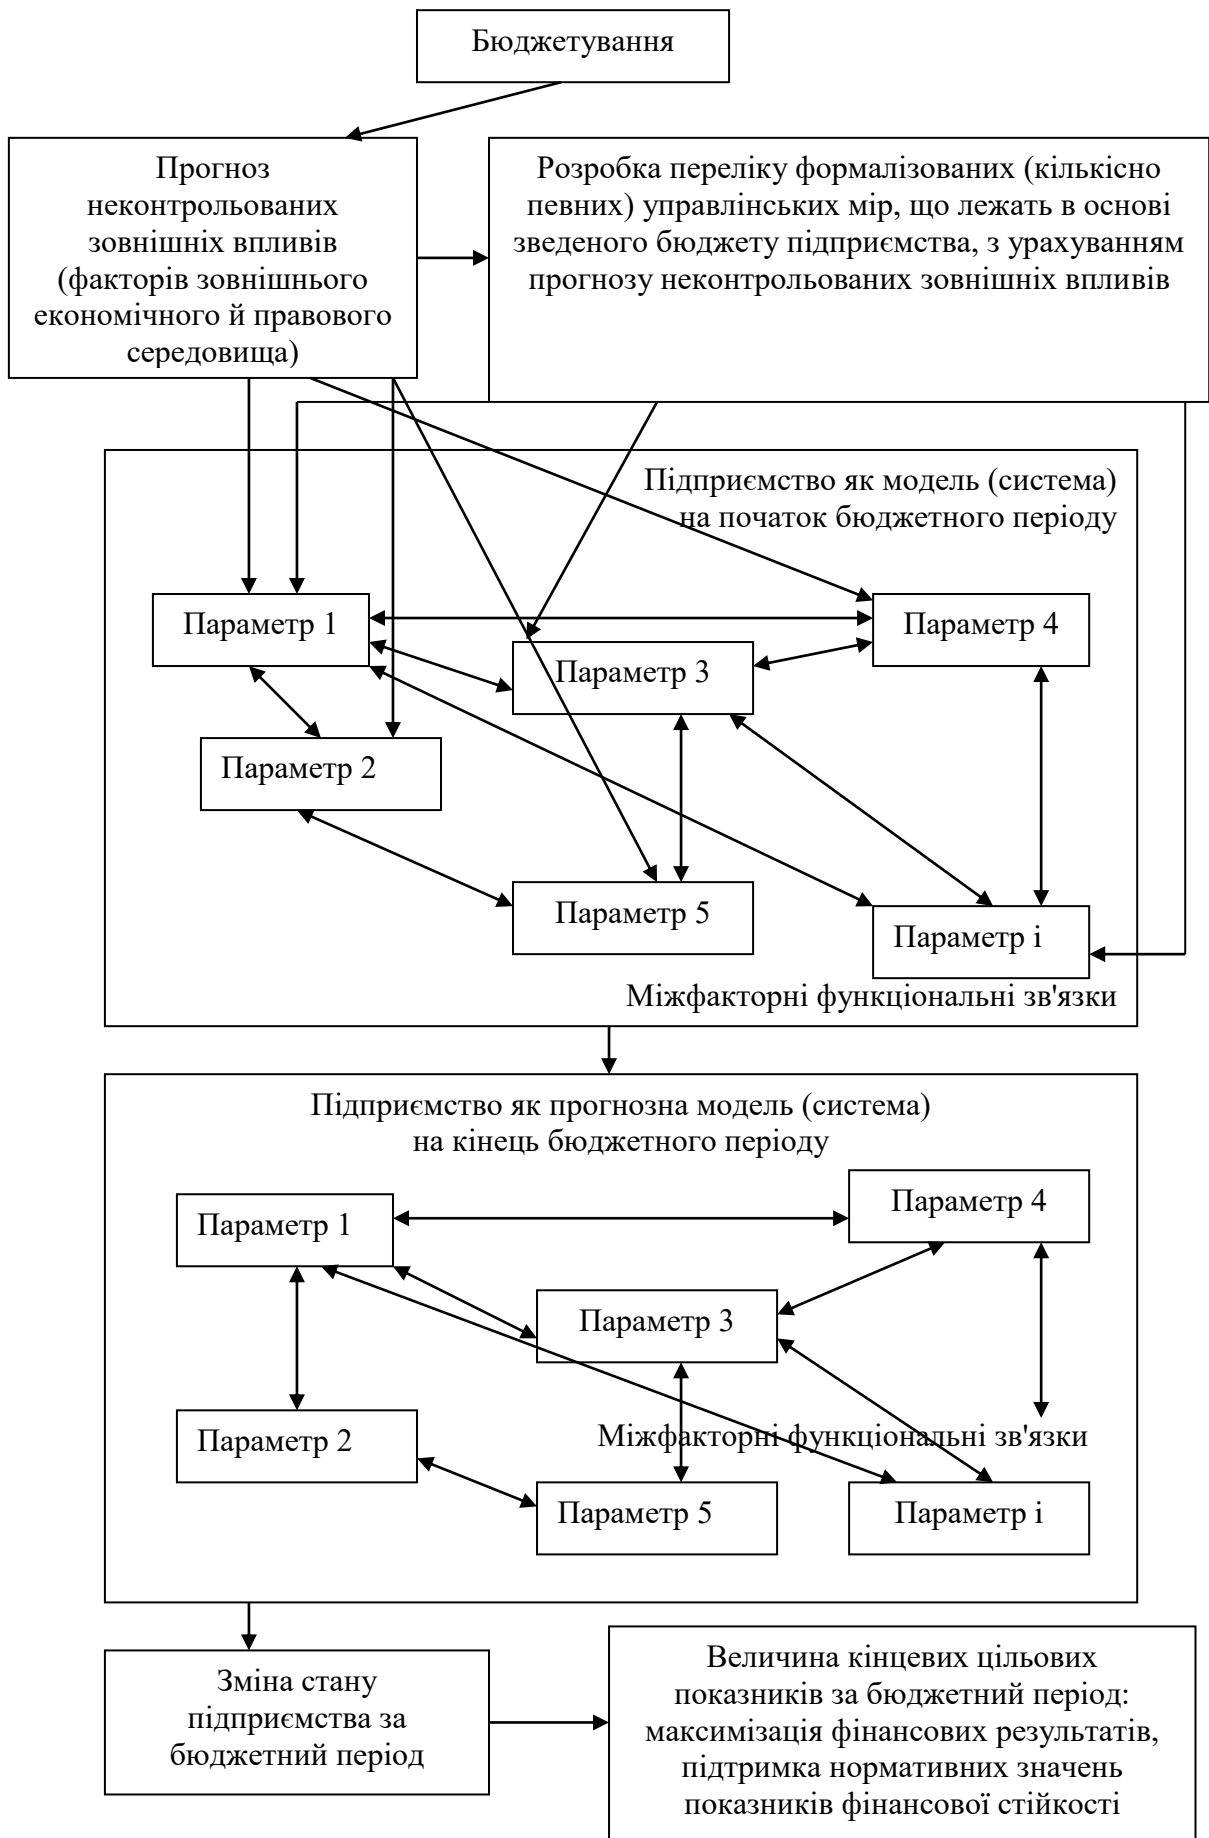 Бюджетування
Прогноз
неконтрольованих
зовнішніх впливів
(факторів зовнішнього
економічного й правового
середовища)
Розробка переліку формалізованих (кількісно
певних) управлінських мір, що лежать в основі
зведеного бюджету підприємства, з урахуванням
прогнозу неконтрольованих зовнішніх впливів
Підприємство як модель (система)
на початок бюджетного періоду
Параметр 1
Параметр 4
Параметр 3
Параметр 2
Параметр 5
Параметр і
Міжфакторні функціональні зв'язки
Підприємство як прогнозна модель (система)
на кінець бюджетного періоду
Параметр 4
Параметр 1
Параметр 3
Параметр 2
Міжфакторні функціональні зв'язки
Параметр 5
Параметр і
Зміна стану
підприємства за
бюджетний період
Величина кінцевих цільових
показників за бюджетний період:
максимізація фінансових результатів,
підтримка нормативних значень
показників фінансової стійкості